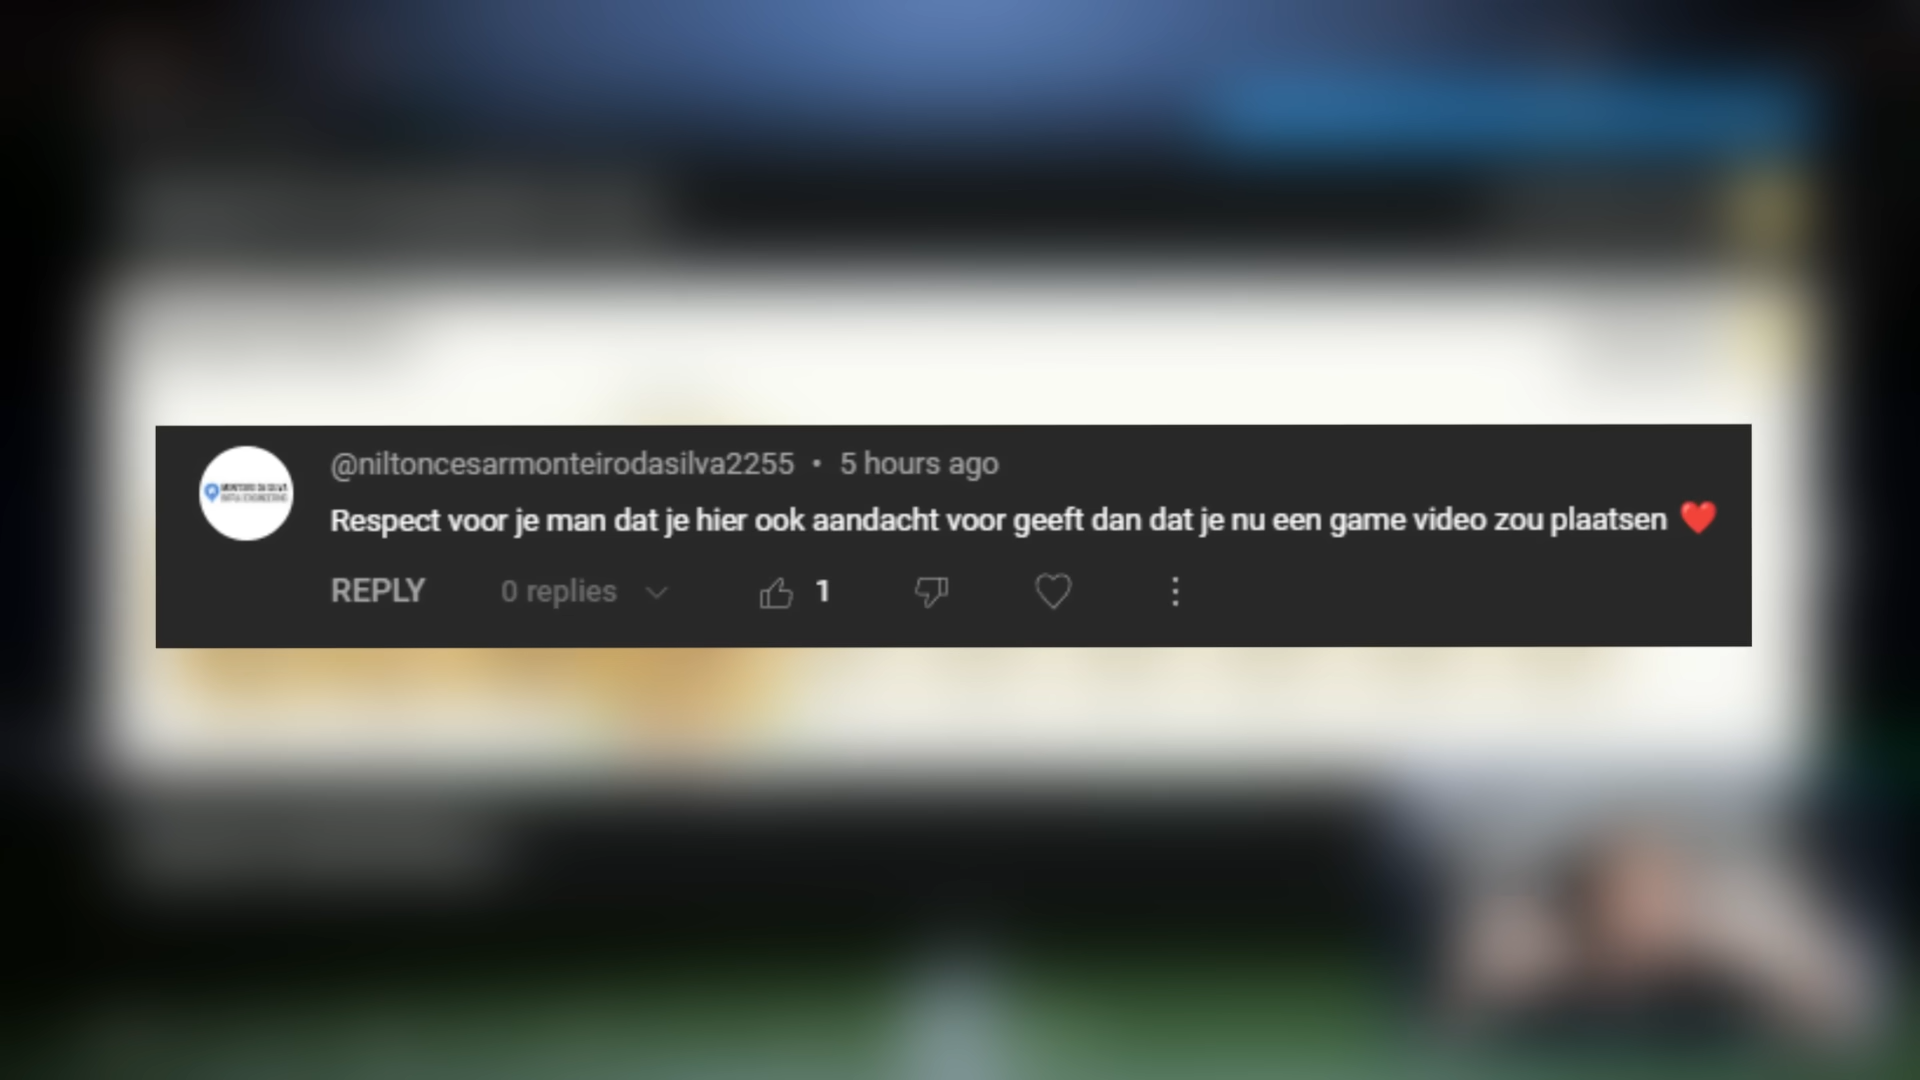 @niltoncesarmonteirodasilva2255 • 5 hours ago
Respect voor je man dat je hier ook aandacht voor geeft dan dat je nu een game video zou plaatsen ❤️
REPLY 0 replies 1